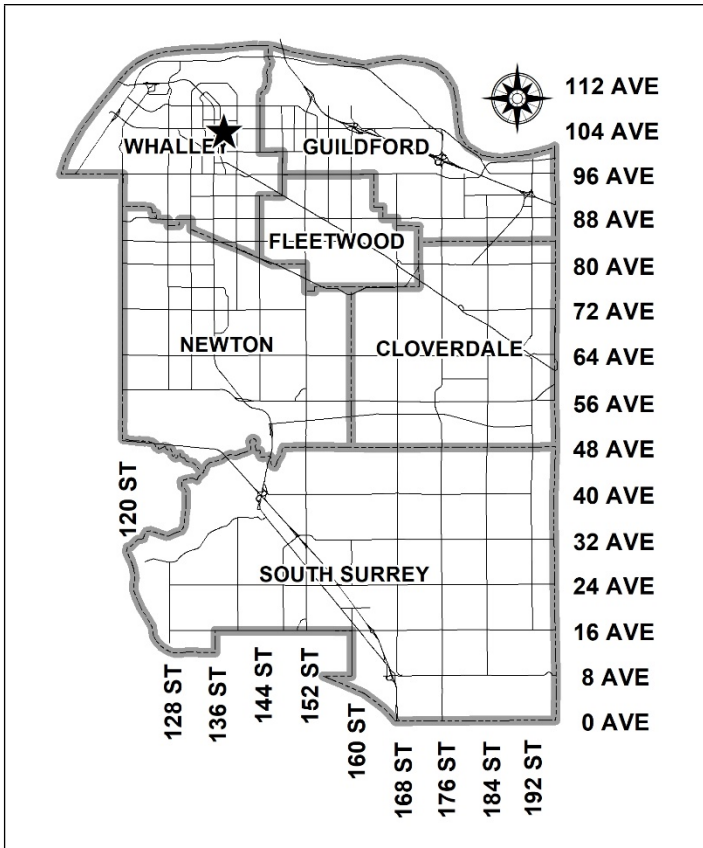 112 AVE
104 AVE
WHALLEY
GUILDFORD
96 AVE
88 AVE
FLEETWOOD
80 AVE
72 AVE
NEWTON
CLOVERDALE
64 AVE
56 AVE
48 AVE
120 ST
40 AVE
32 AVE
SOUTH SURREY
24 AVE
16 AVE
8 AVE
0 AVE
128 ST
136 ST
144 ST
152 ST
160 ST
168 ST
176 ST
184 ST
192 ST